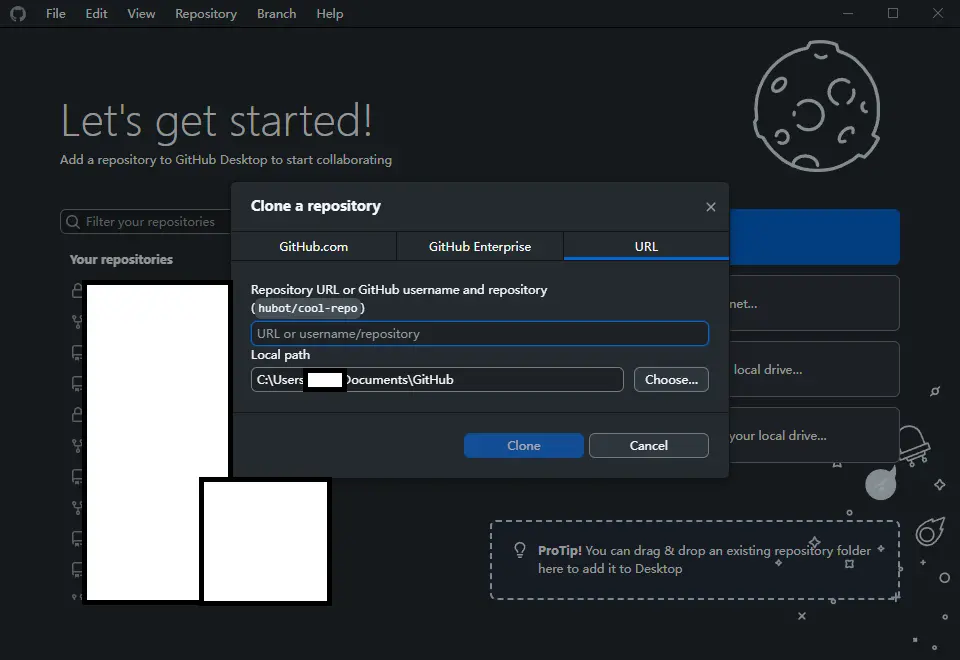 File Edit View Repository Branch Help
Let's get started!
Add a repository to GitHub Desktop to start collaborating
Filter your repositories
Your repositories
Clone a repository
GitHub.com GitHub Enterprise URL
Repository URL or GitHub username and repository
(hubot/cool-repo)
URL or username/repository
Local path
C:\Users Documents\GitHub Choose...
Clone Cancel
net...
local drive...
your local drive...
ProTip! You can drag & drop an existing repository folder
here to add it to Desktop